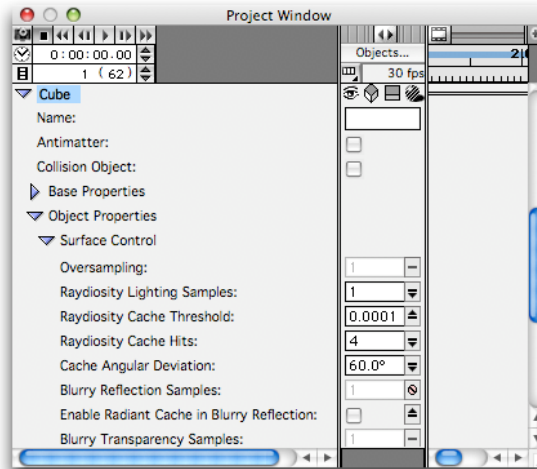 Project Window
Objects...
0:00:00.00
1 (62)
30 fps
Cube
Name:
Antimatter:
Collision Object:
Base Properties
Object Properties
Surface Control
Oversampling: 1
Raydiosity Lighting Samples: 1
Raydiosity Cache Threshold: 0.0001
Raydiosity Cache Hits: 4
Cache Angular Deviation: 60.0°
Blurry Reflection Samples: 1
Enable Radiant Cache in Blurry Reflection:
Blurry Transparency Samples: 1